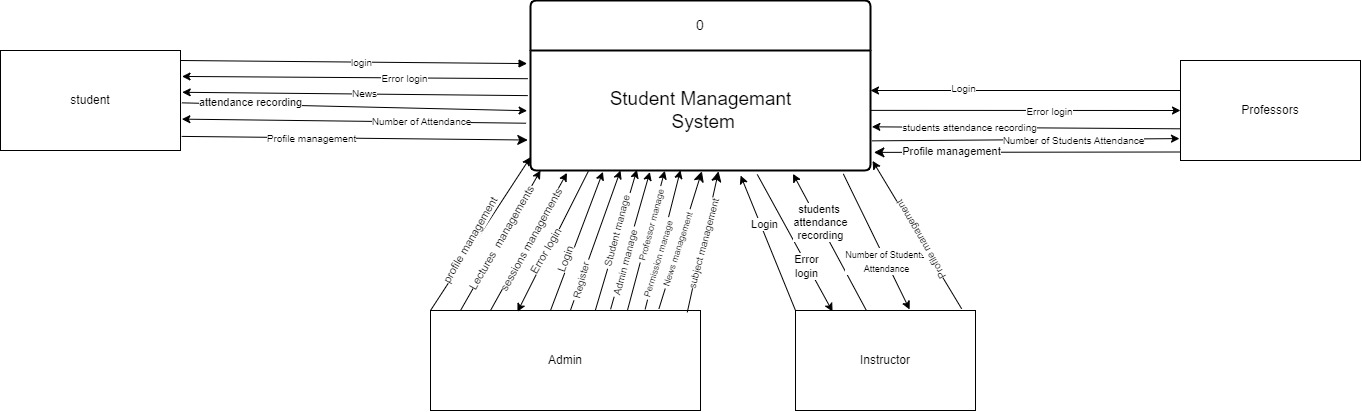 0
Student Managemant
System
student
login
Error login
News
attendance recording
Number of Attendance
Profile management
Professors
Login
Error login
students attendance recording
Number of Students Attendance
Profile management
profile management
Lectures managements
sessions managements
Error login
Login
Register
Student manage
Admin manage
Professor manage
Permission manage
News management
subject management
Admin
Login
Error
login
students
attendance
recording
Number of Students
Attendance
Profile management
Instructor